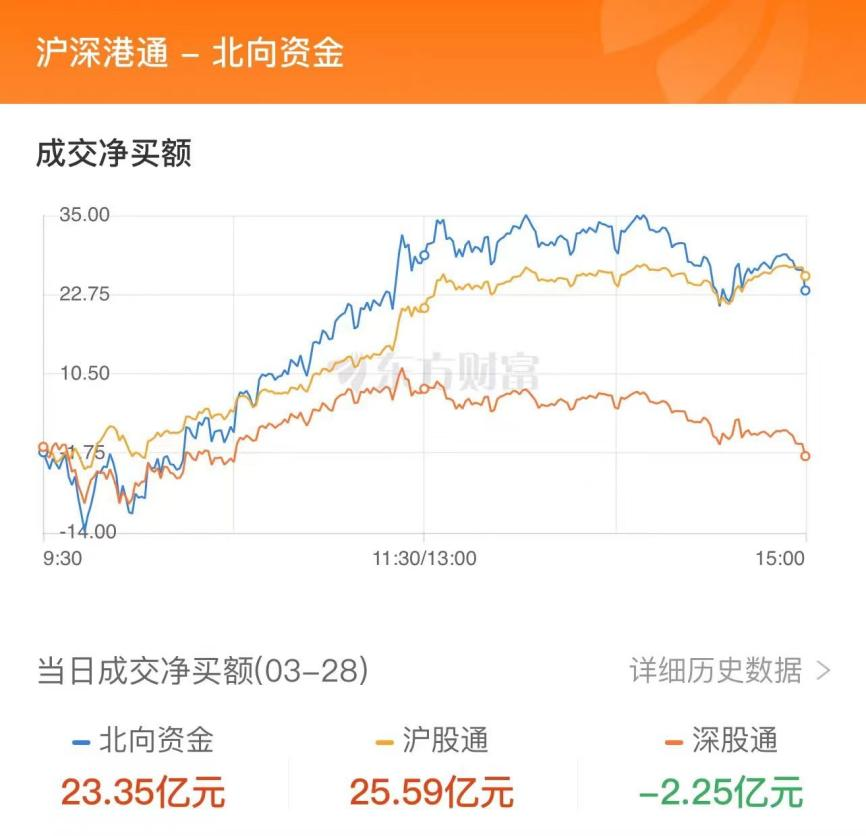 沪深港通 – 北向资金
成交净买额
35.00
22.75
10.50
-1.75
-14.00
东方财富
9:30 11:30/13:00 15:00
当日成交净买额(03-28) 详细历史数据 >
北向资金 沪股通 深股通
23.35亿元 25.59亿元 -2.25亿元